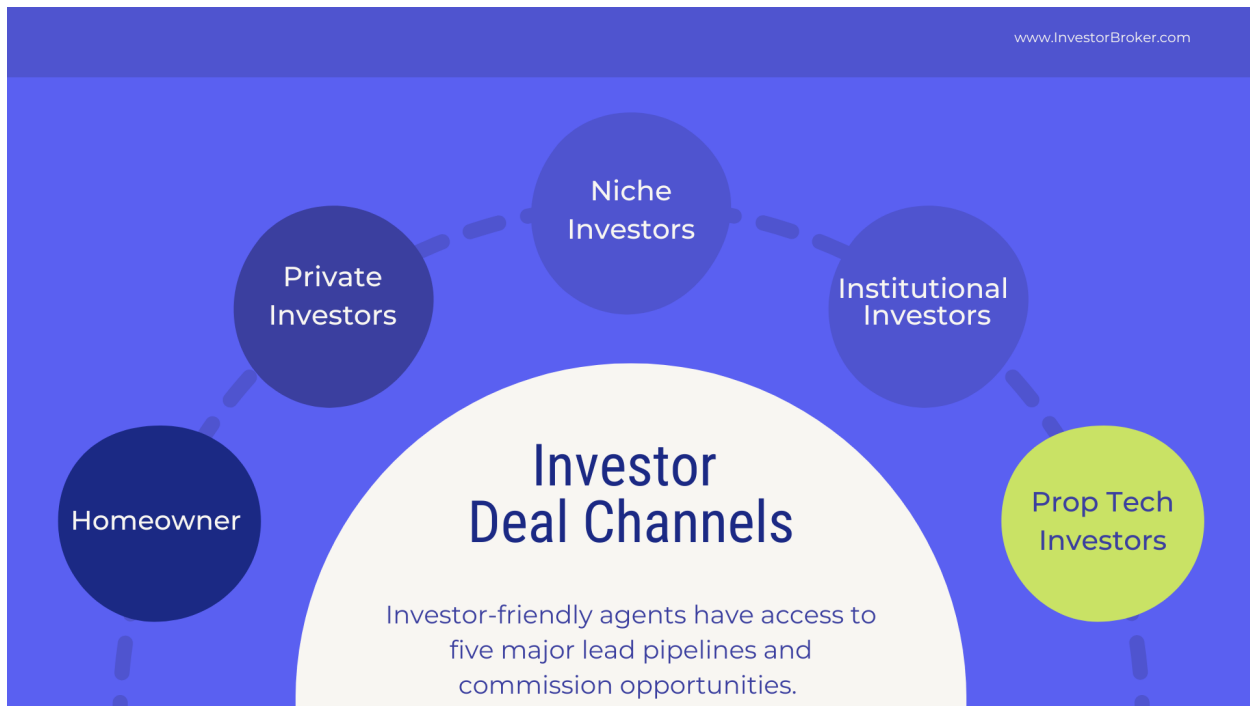 www.InvestorBroker.com
Niche
Investors
Private
Investors
Institutional
Investors
Homeowner
Prop Tech
Investors
Investor
Deal Channels
Investor-friendly agents have access to
five major lead pipelines and
commission opportunities.